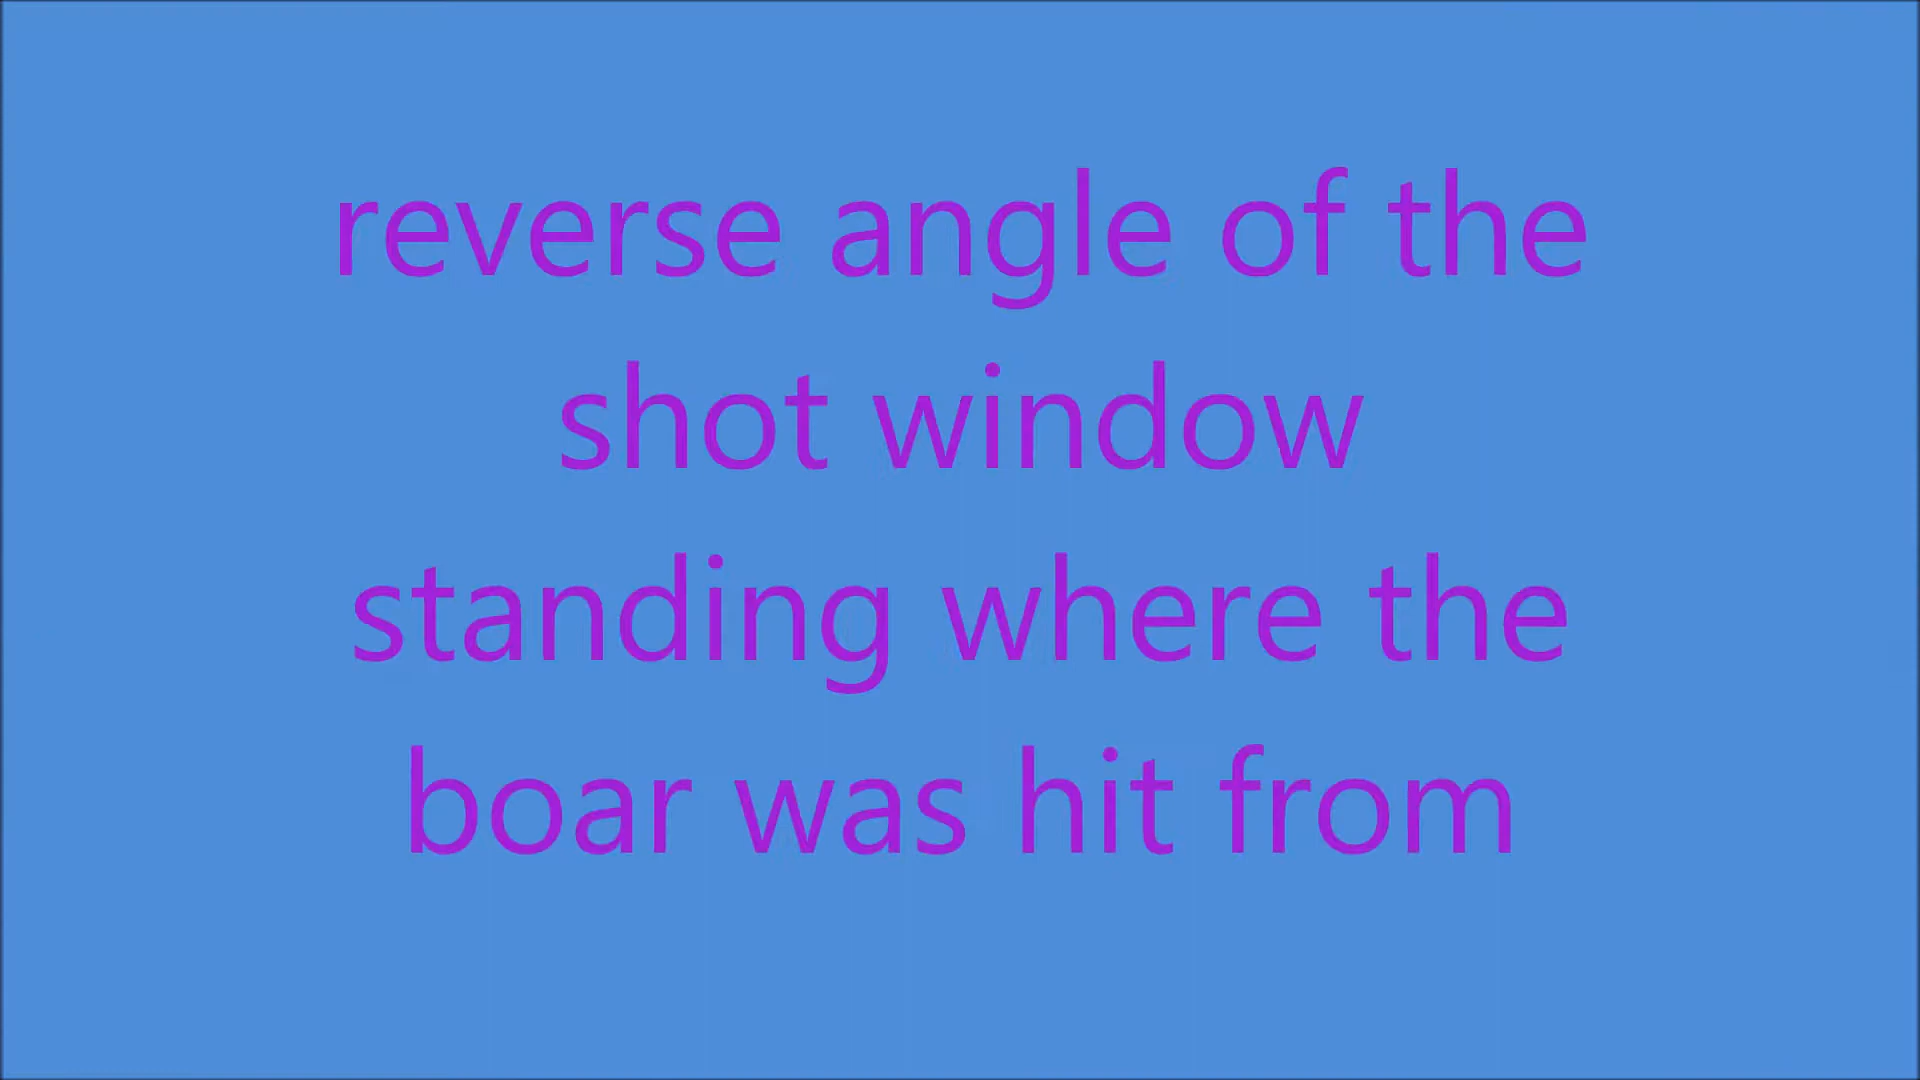 reverse angle of the
shot window
standing where the
boar was hit from